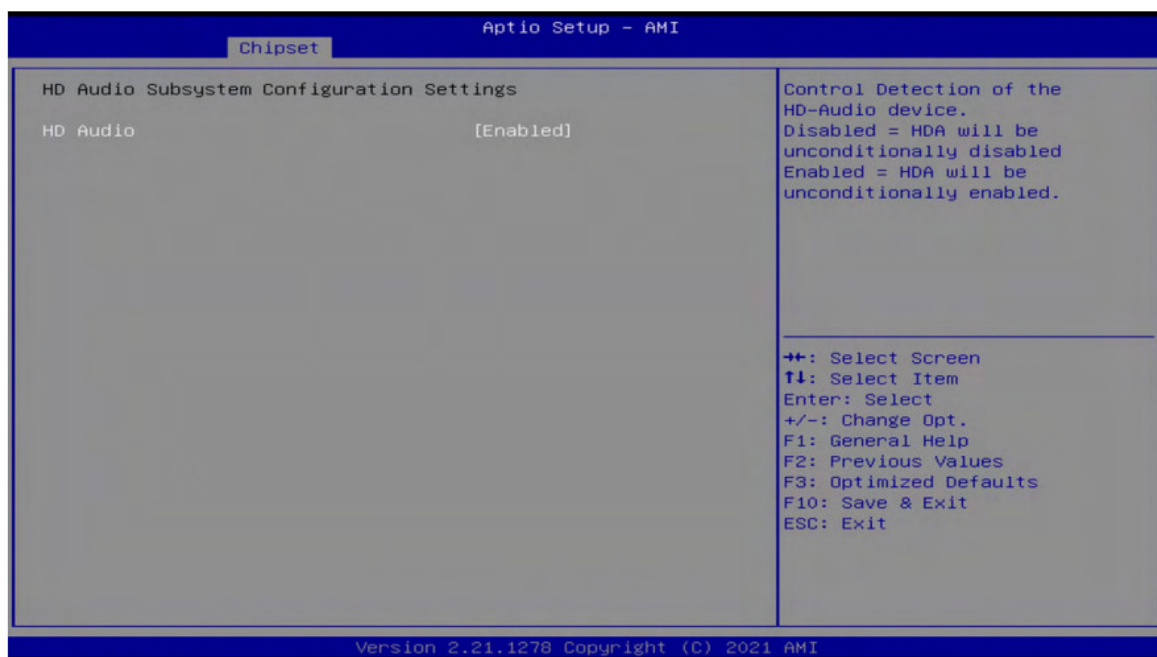 Aptio Setup - AMI
Chipset
HD Audio Subsystem Configuration Settings
HD Audio [Enabled]
Control Detection of the
HD-Audio device.
Disabled = HDA will be
unconditionally disabled
Enabled = HDA will be
unconditionally enabled.
→←: Select Screen
↑↓: Select Item
Enter: Select
+/-: Change Opt.
F1: General Help
F2: Previous Values
F3: Optimized Defaults
F10: Save & Exit
ESC: Exit
Version 2.21.1278 Copyright (C) 2021 AMI